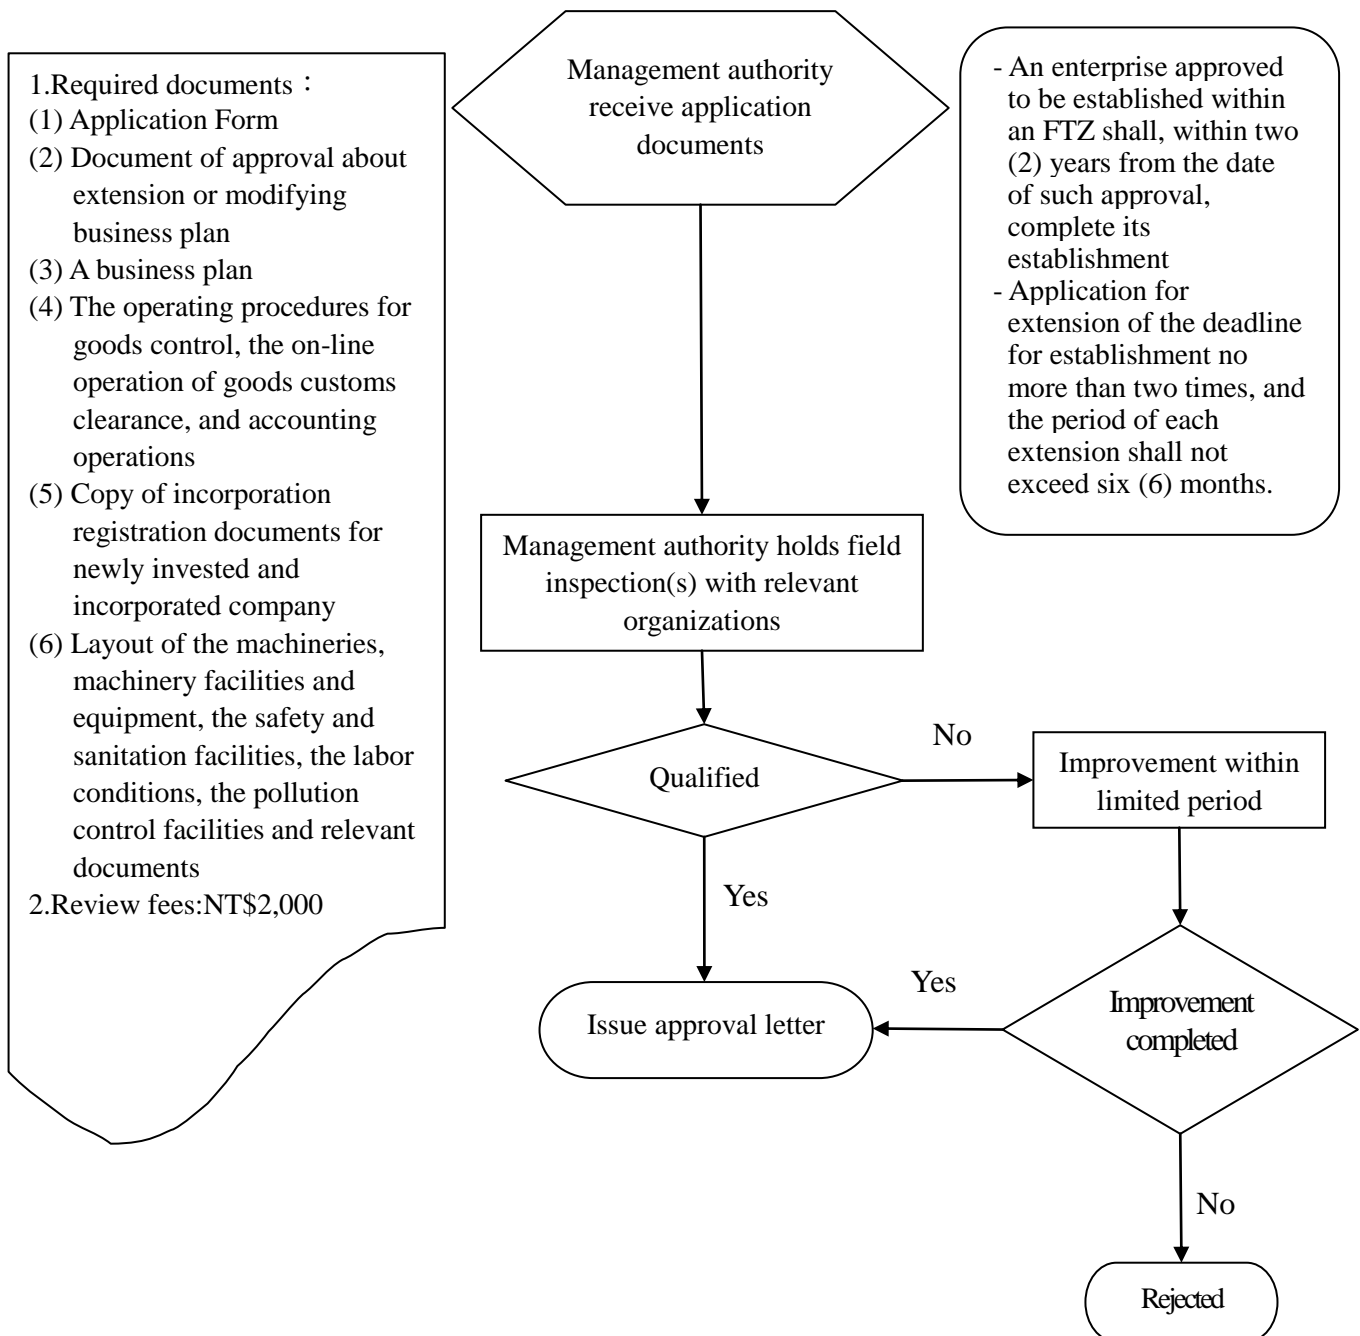 1.Required documents：
(1) Application Form
(2) Document of approval about
extension or modifying
business plan
(3) A business plan
(4) The operating procedures for
goods control, the on-line
operation of goods customs
clearance, and accounting
operations
(5) Copy of incorporation
registration documents for
newly invested and
incorporated company
(6) Layout of the machineries,
machinery facilities and
equipment, the safety and
sanitation facilities, the labor
conditions, the pollution
control facilities and relevant
documents
2.Review fees:NT$2,000
Management authority
receive application
documents
- An enterprise approved
to be established within
an FTZ shall, within two
(2) years from the date
of such approval,
complete its
establishment
- Application for
extension of the deadline
for establishment no
more than two times, and
the period of each
extension shall not
exceed six (6) months.
Management authority holds field
inspection(s) with relevant
organizations
Qualified
No
Improvement within
limited period
Yes
Issue approval letter
Yes
Improvement
completed
No
Rejected